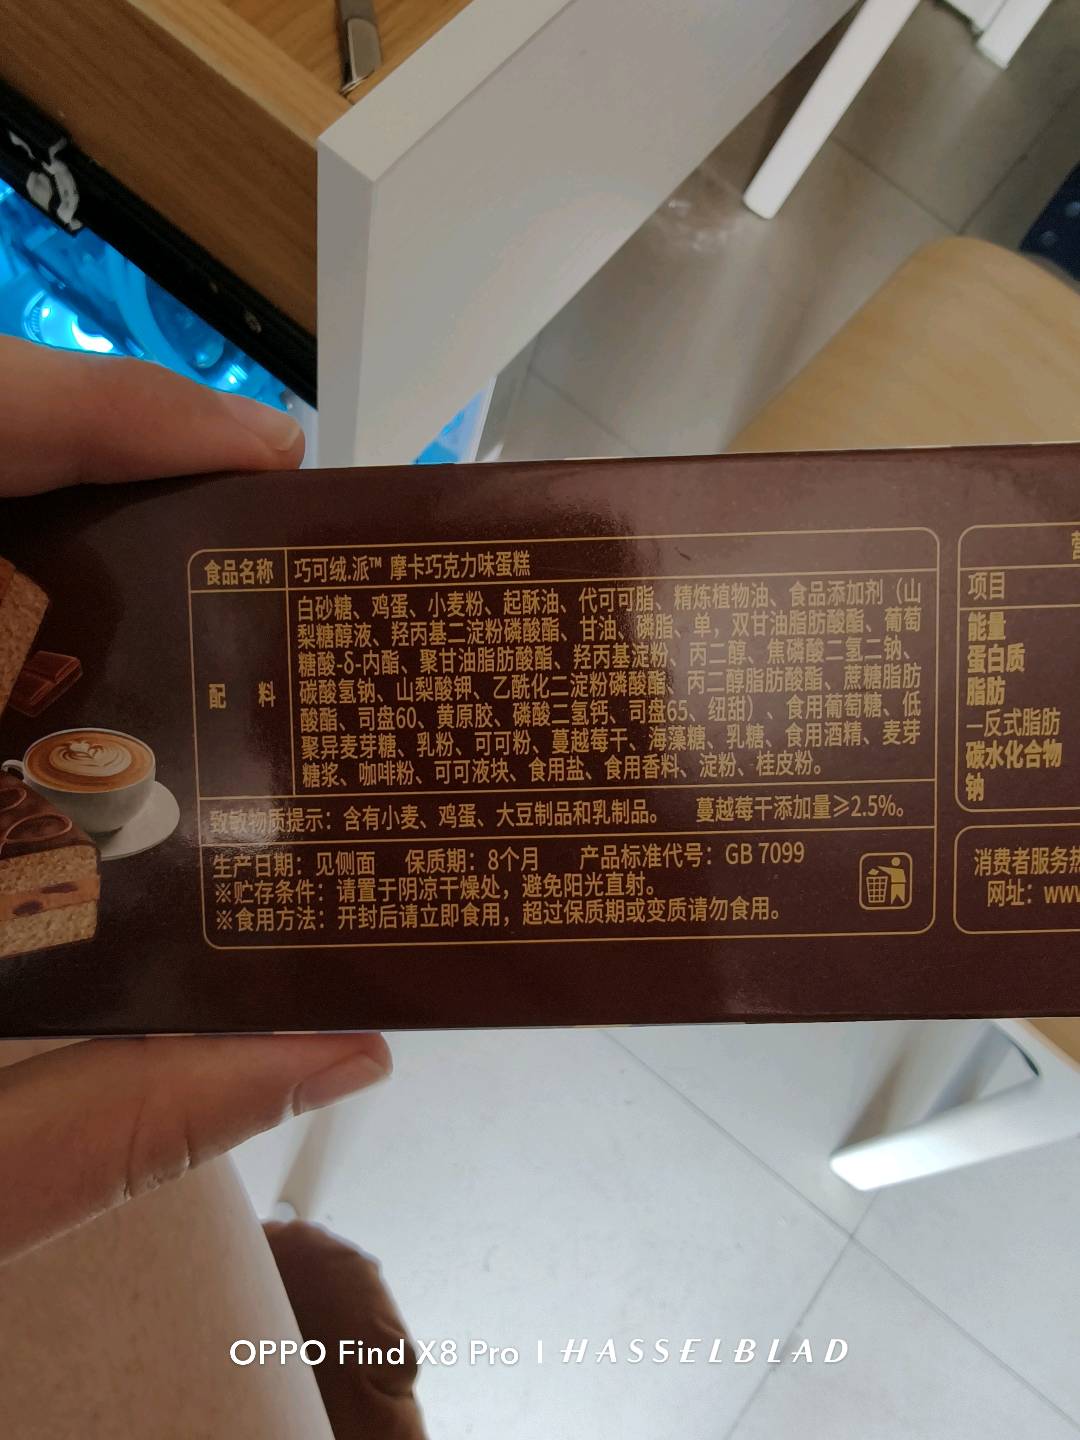 食品名称 巧可绒.派™ 摩卡巧克力味蛋糕
配 料
白砂糖、鸡蛋、小麦粉、起酥油、代可可脂、精炼植物油、食品添加剂（山
梨糖醇液、羟丙基二淀粉磷酸酯、甘油、磷脂、单，双甘油脂肪酸酯、葡萄
糖酸-δ-内酯、聚甘油脂肪酸酯、羟丙基淀粉、丙二醇、焦磷酸二氢二钠、
碳酸氢钠、山梨酸钾、乙酰化二淀粉磷酸酯、丙二醇脂肪酸酯、蔗糖脂肪
酸酯、司盘60、黄原胶、磷酸二氢钙、司盘65、纽甜）、食用葡萄糖、低
聚异麦芽糖、乳粉、可可粉、蔓越莓干、海藻糖、乳糖、食用酒精、麦芽
糖浆、咖啡粉、可可液块、食用盐、食用香料、淀粉、桂皮粉。
致敏物质提示：含有小麦、鸡蛋、大豆制品和乳制品。 蔓越莓干添加量≥2.5%。
生产日期：见侧面 保质期：8个月 产品标准代号：GB 7099
※贮存条件：请置于阴凉干燥处，避免阳光直射。
※食用方法：开封后请立即食用，超过保质期或变质请勿食用。
项目
能量
蛋白质
脂肪
—反式脂肪
碳水化合物
钠
消费者服务热
网址：www
OPPO Find X8 Pro | HASSELBLAD